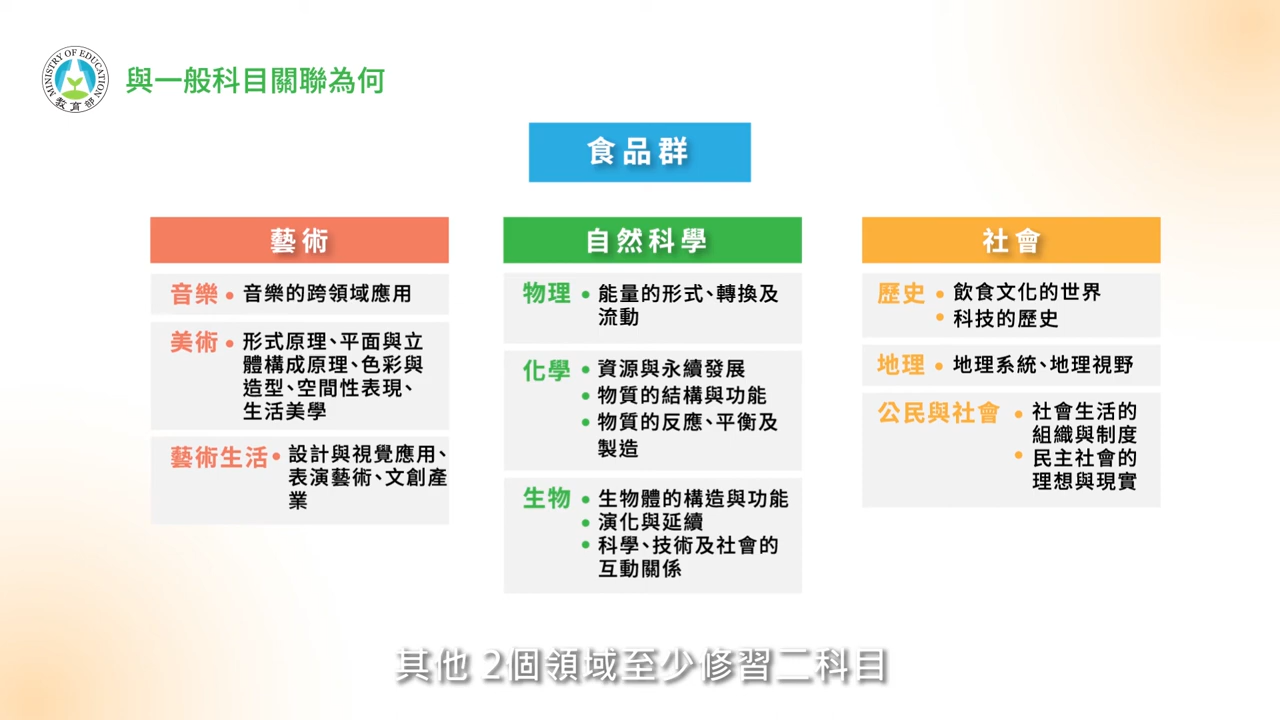 MINISTRY OF EDUCATION
教育部
與一般科目關聯為何
食品群
藝術
音樂 • 音樂的跨領域應用
美術 • 形式原理、平面與立
體構成原理、色彩與
造型、空間性表現、
生活美學
藝術生活 • 設計與視覺應用、
表演藝術、文創產
業
自然科學
物理 • 能量的形式、轉換及
流動
化學 • 資源與永續發展
• 物質的結構與功能
• 物質的反應、平衡及
製造
生物 • 生物體的構造與功能
• 演化與延續
• 科學、技術及社會的
互動關係
社會
歷史 • 飲食文化的世界
• 科技的歷史
地理 • 地理系統、地理視野
公民與社會 • 社會生活的
組織與制度
• 民主社會的
理想與現實
其他 2個領域至少修習二科目